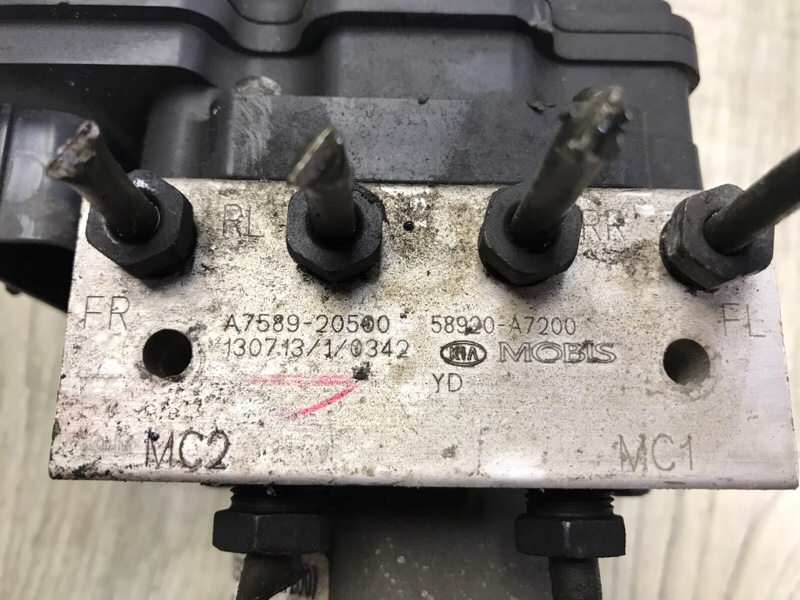 RL RR
FR FL
A7589-20500 58920-A7200
130713/1/0342 KIA MOBIS
YD
MC2 MC1